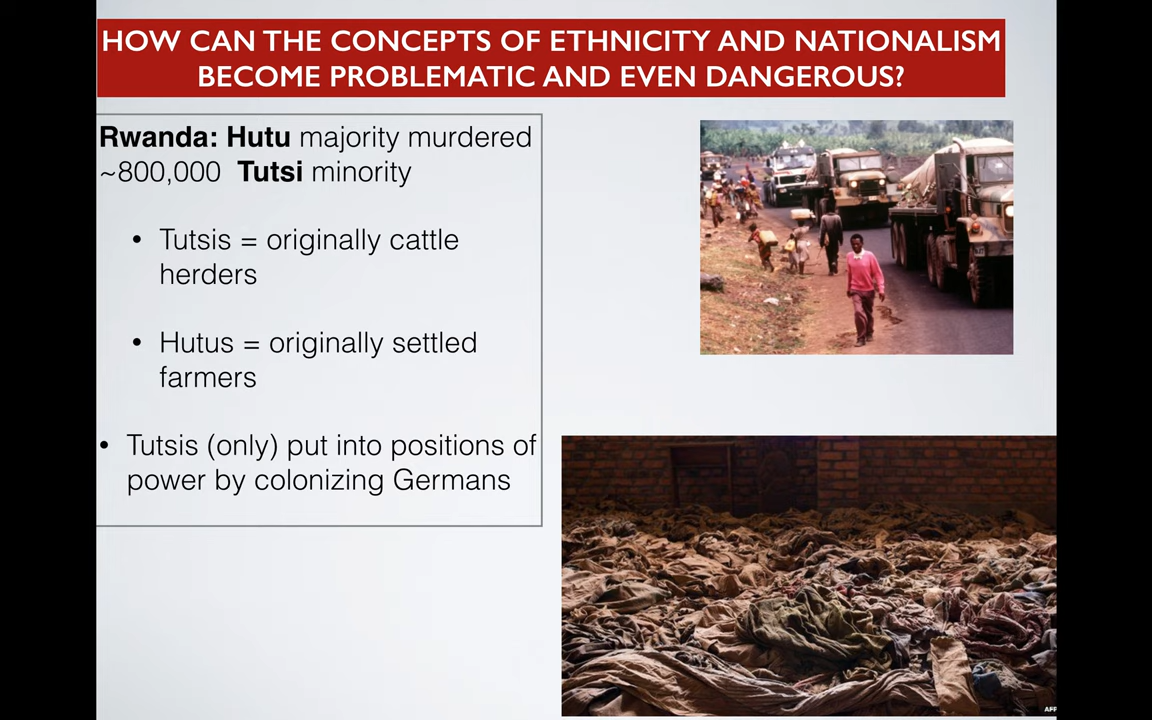 HOW CAN THE CONCEPTS OF ETHNICITY AND NATIONALISM
BECOME PROBLEMATIC AND EVEN DANGEROUS?
Rwanda: Hutu majority murdered
~800,000 Tutsi minority
• Tutsis = originally cattle
herders
• Hutus = originally settled
farmers
• Tutsis (only) put into positions of
power by colonizing Germans
AFP